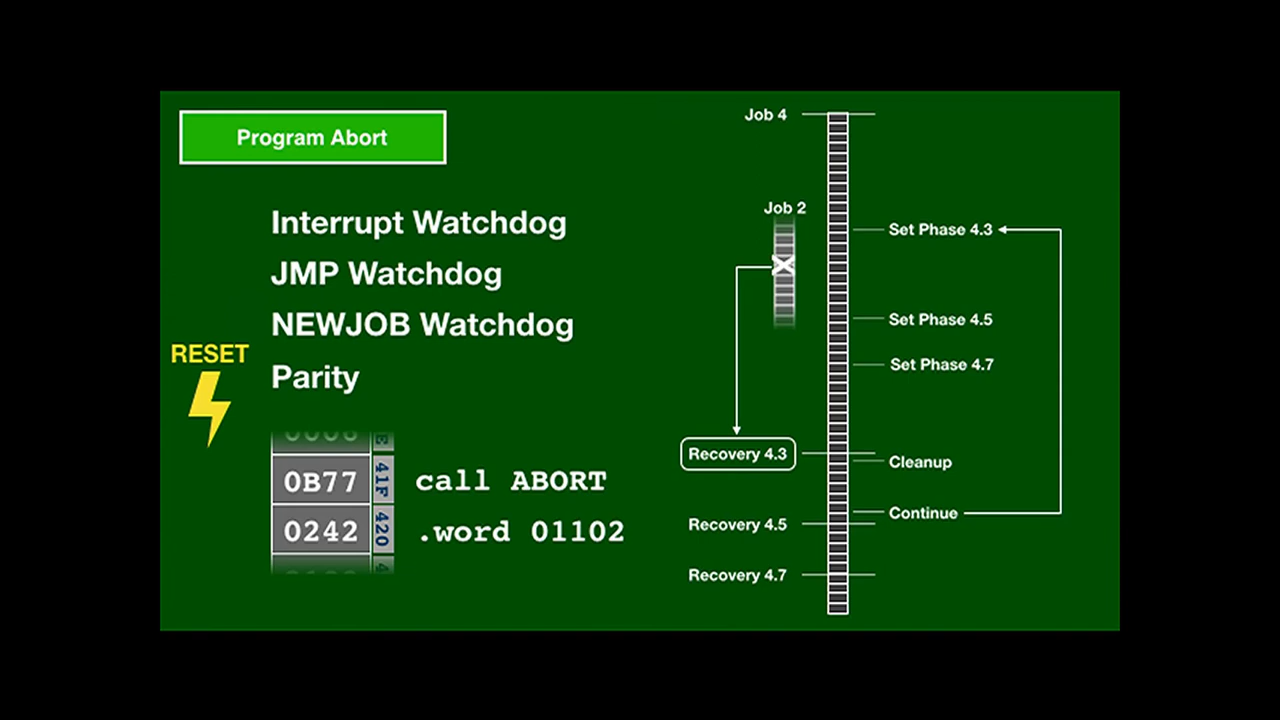 Program Abort
Interrupt Watchdog
JMP Watchdog
NEWJOB Watchdog
Parity
RESET
0B77 41F call ABORT
0242 420 .word 01102
Job 4
Job 2
Set Phase 4.3
Set Phase 4.5
Set Phase 4.7
Recovery 4.3
Cleanup
Continue
Recovery 4.5
Recovery 4.7